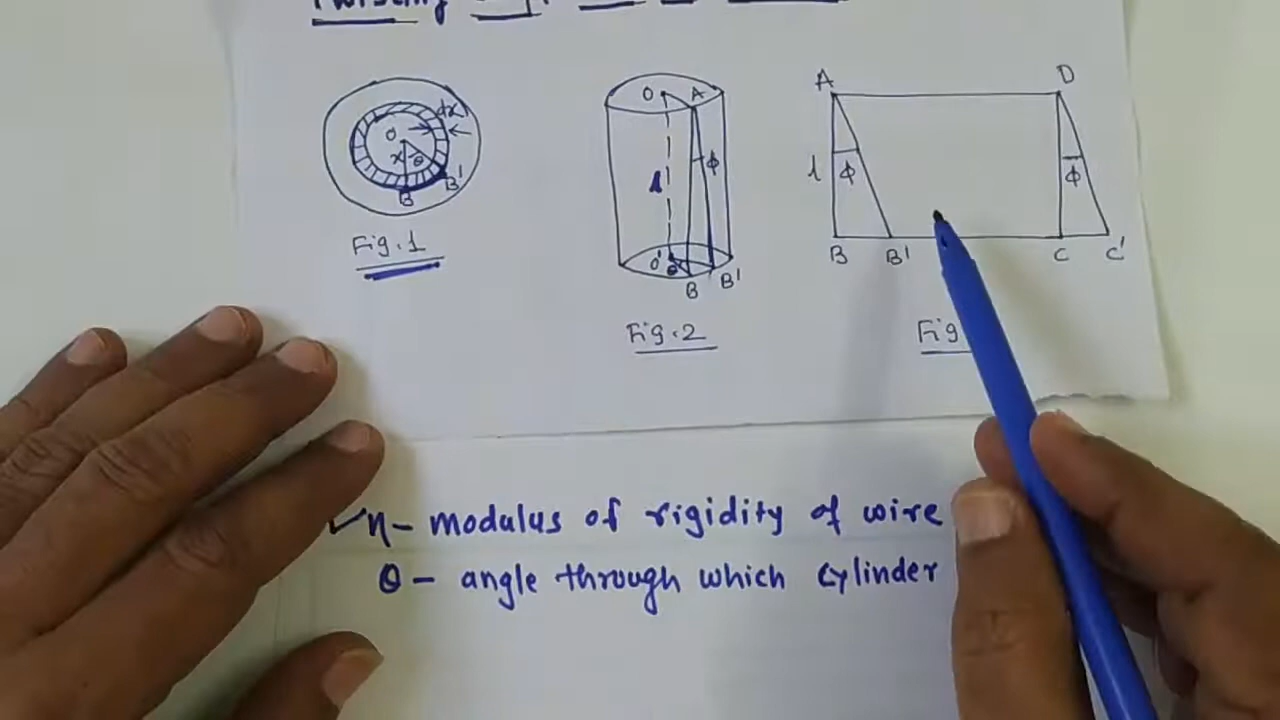 O
dx
x
θ
B
B'
Fig.1
O
A
l
φ
O'
θ
B
B'
Fig.2
A
D
l
φ
φ
B
B'
C
C'
Fig
η- modulus of rigidity of wire
θ - angle through which cylinder